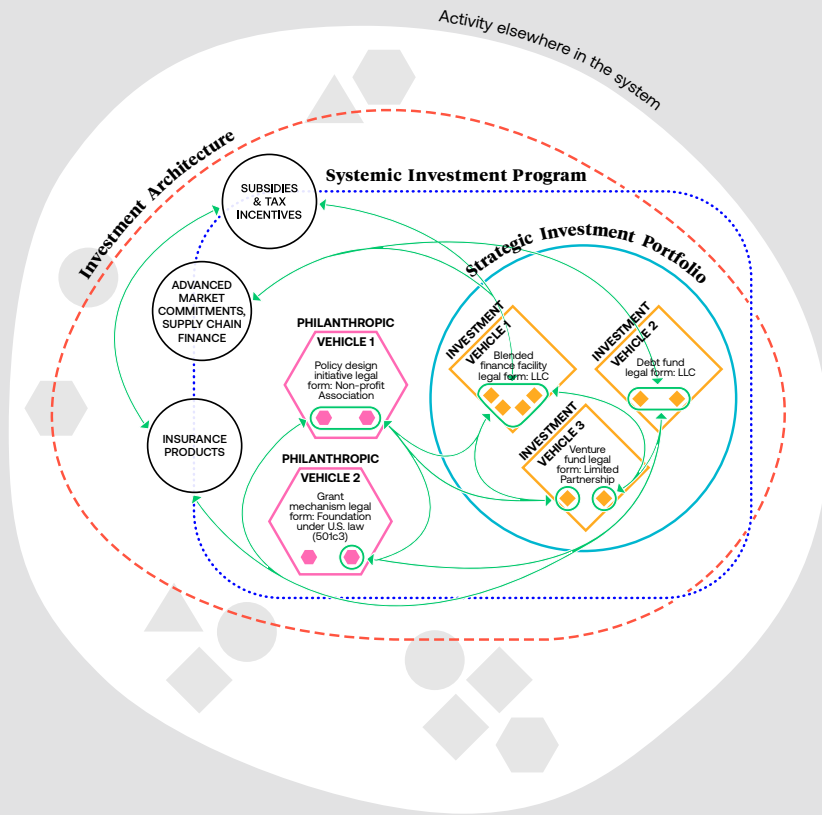 Activity elsewhere in the system
Investment Architecture
Systemic Investment Program
SUBSIDIES
& TAX
INCENTIVES
Strategic Investment Portfolio
ADVANCED
MARKET
COMMITMENTS,
SUPPLY CHAIN
FINANCE
PHILANTHROPIC
VEHICLE 1
Policy design
initiative legal
form: Non-profit
Association
INVESTMENT
VEHICLE 1
Blended
finance facility
legal form: LLC
INVESTMENT
VEHICLE 2
Debt fund
legal form: LLC
INSURANCE
PRODUCTS
INVESTMENT
VEHICLE 3
Venture
fund legal
form: Limited
Partnership
PHILANTHROPIC
VEHICLE 2
Grant
mechanism legal
form: Foundation
under U.S. law
(501c3)